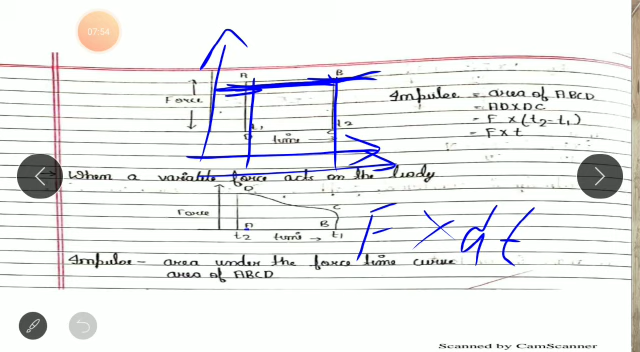 07:54
A B
Force
t1 t2
D C
time
Impulse = area of ABCD
= AD×DC
= F × (t2-t1)
= F×t
When a variable force acts on the body
D
C
Force
A B
t2 time → t1
F × dt
Impulse - area under the force time curve
area of ABCD
Scanned by CamScanner